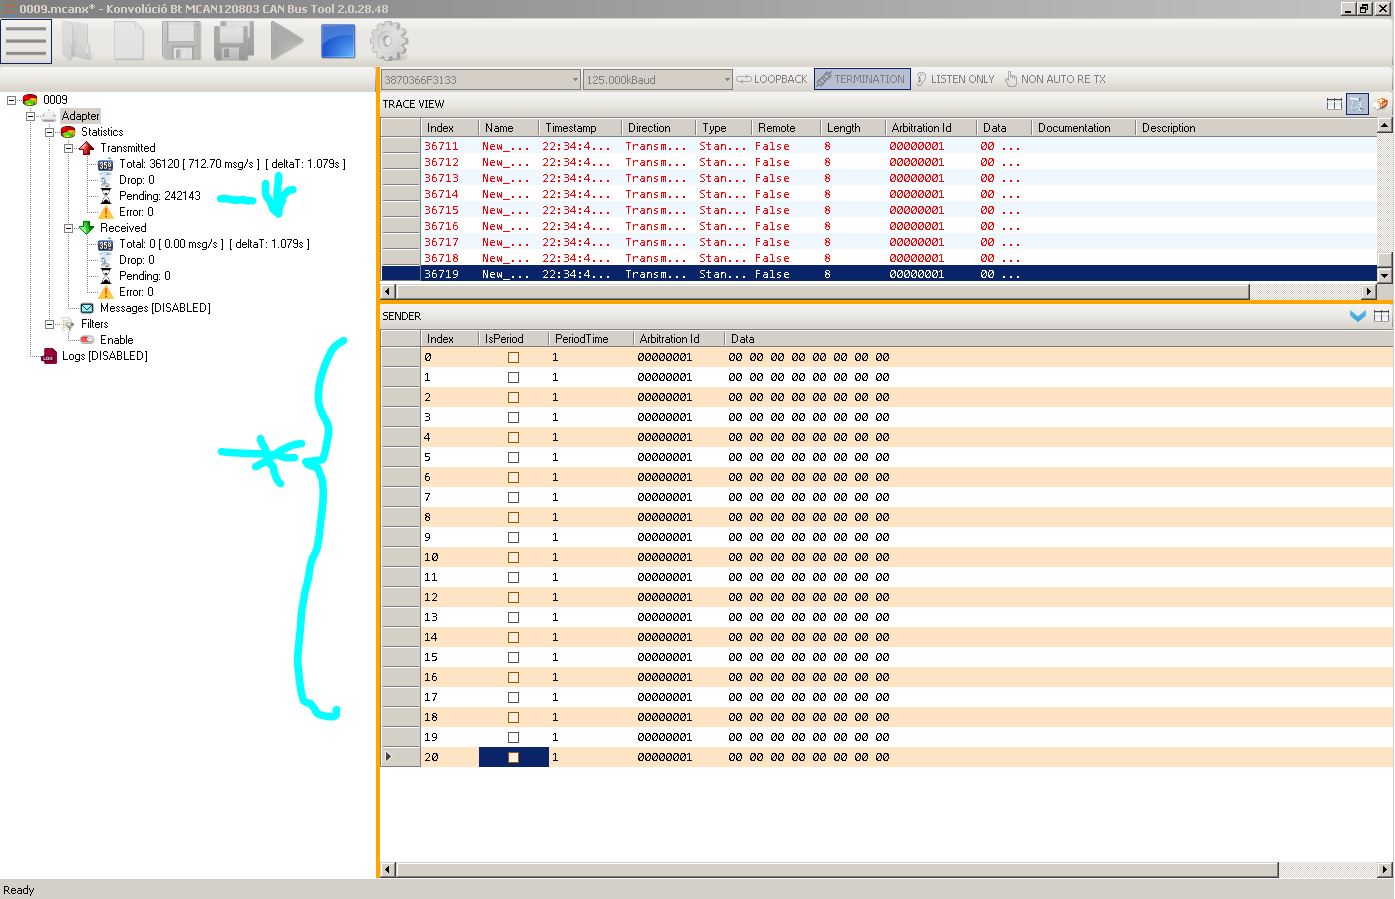 0009.mcanx* - Konvolúció Bt MCAN120803 CAN Bus Tool 2.0.28.48
3870366F3133 125.000kBaud LOOPBACK TERMINATION LISTEN ONLY NON AUTO RE TX
0009
Adapter
Statistics
Transmitted
Total: 36120 [ 712.70 msg/s ] [ deltaT: 1.079s ]
Drop: 0
Pending: 242143
Error: 0
Received
Total: 0 [ 0.00 msg/s ] [ deltaT: 1.079s ]
Drop: 0
Pending: 0
Error: 0
Messages [DISABLED]
Filters
Enable
Logs [DISABLED]
TRACE VIEW
Index Name Timestamp Direction Type Remote Length Arbitration Id Data Documentation Description
36711 New_... 22:34:4... Transm... Stan... False 8 00000001 00 ...
36712 New_... 22:34:4... Transm... Stan... False 8 00000001 00 ...
36713 New_... 22:34:4... Transm... Stan... False 8 00000001 00 ...
36714 New_... 22:34:4... Transm... Stan... False 8 00000001 00 ...
36715 New_... 22:34:4... Transm... Stan... False 8 00000001 00 ...
36716 New_... 22:34:4... Transm... Stan... False 8 00000001 00 ...
36717 New_... 22:34:4... Transm... Stan... False 8 00000001 00 ...
36718 New_... 22:34:4... Transm... Stan... False 8 00000001 00 ...
36719 New_... 22:34:4... Transm... Stan... False 8 00000001 00 ...
SENDER
Index IsPeriod PeriodTime Arbitration Id Data
0 1 00000001 00 00 00 00 00 00 00 00
1 1 00000001 00 00 00 00 00 00 00 00
2 1 00000001 00 00 00 00 00 00 00 00
3 1 00000001 00 00 00 00 00 00 00 00
4 1 00000001 00 00 00 00 00 00 00 00
5 1 00000001 00 00 00 00 00 00 00 00
6 1 00000001 00 00 00 00 00 00 00 00
7 1 00000001 00 00 00 00 00 00 00 00
8 1 00000001 00 00 00 00 00 00 00 00
9 1 00000001 00 00 00 00 00 00 00 00
10 1 00000001 00 00 00 00 00 00 00 00
11 1 00000001 00 00 00 00 00 00 00 00
12 1 00000001 00 00 00 00 00 00 00 00
13 1 00000001 00 00 00 00 00 00 00 00
14 1 00000001 00 00 00 00 00 00 00 00
15 1 00000001 00 00 00 00 00 00 00 00
16 1 00000001 00 00 00 00 00 00 00 00
17 1 00000001 00 00 00 00 00 00 00 00
18 1 00000001 00 00 00 00 00 00 00 00
19 1 00000001 00 00 00 00 00 00 00 00
20 1 00000001 00 00 00 00 00 00 00 00
Ready